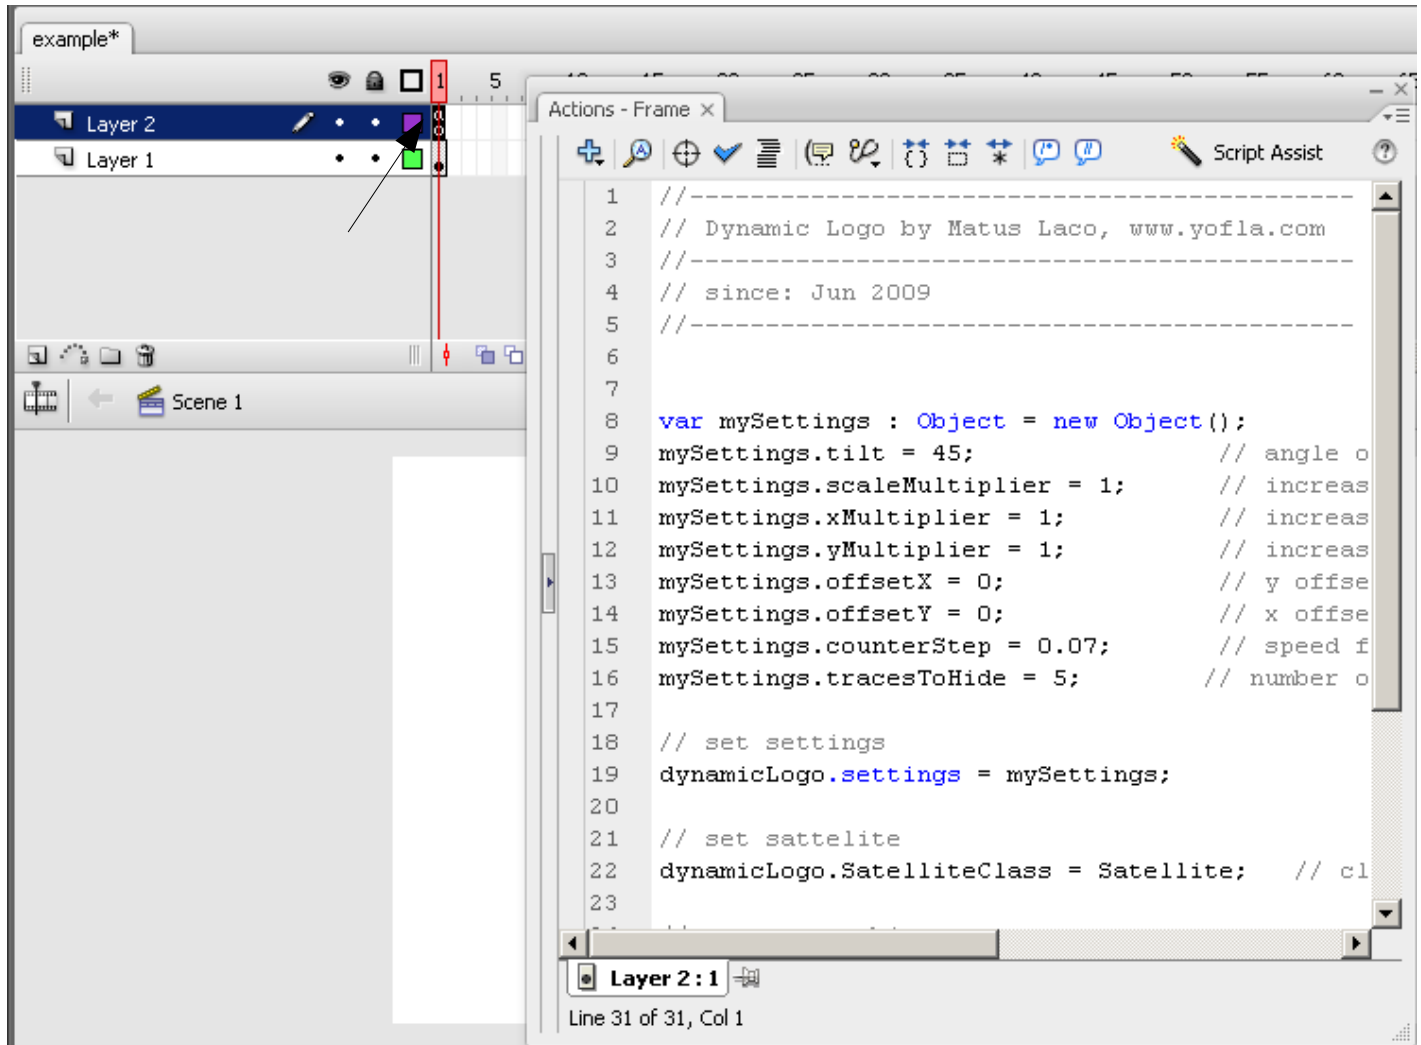 example*
1 5
Layer 2
Layer 1
Scene 1
Actions - Frame
Script Assist
1 //--------------------------------------------
2 // Dynamic Logo by Matus Laco, www.yofla.com
3 //--------------------------------------------
4 // since: Jun 2009
5 //--------------------------------------------
6
7
8 var mySettings : Object = new Object();
9 mySettings.tilt = 45; // angle o
10 mySettings.scaleMultiplier = 1; // increas
11 mySettings.xMultiplier = 1; // increas
12 mySettings.yMultiplier = 1; // increas
13 mySettings.offsetX = 0; // y offse
14 mySettings.offsetY = 0; // x offse
15 mySettings.counterStep = 0.07; // speed f
16 mySettings.tracesToHide = 5; // number o
17
18 // set settings
19 dynamicLogo.settings = mySettings;
20
21 // set sattelite
22 dynamicLogo.SatelliteClass = Satellite; // cl
23
Layer 2 : 1
Line 31 of 31, Col 1